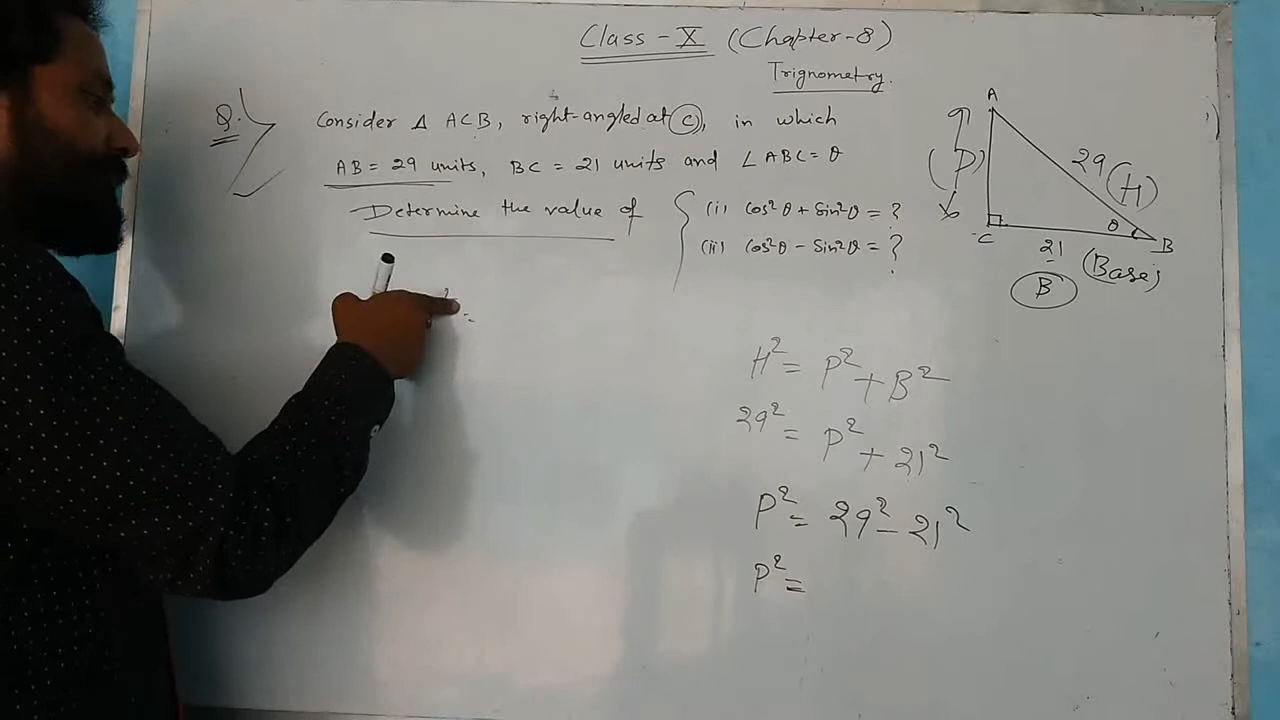 Class - X (Chapter-8)
Trignometry.
Q.
Consider Δ ACB, right-angled at C, in which
AB = 29 units, BC = 21 units and ∠ABC = θ
Determine the value of
(i) Cos²θ + Sin²θ = ?
(ii) Cos²θ - Sin²θ = ?
A
(P)
29 (H)
θ
C
B
21
(Base)
B
H² = P² + B²
29² = P² + 21²
P² = 29² - 21²
P² =
=